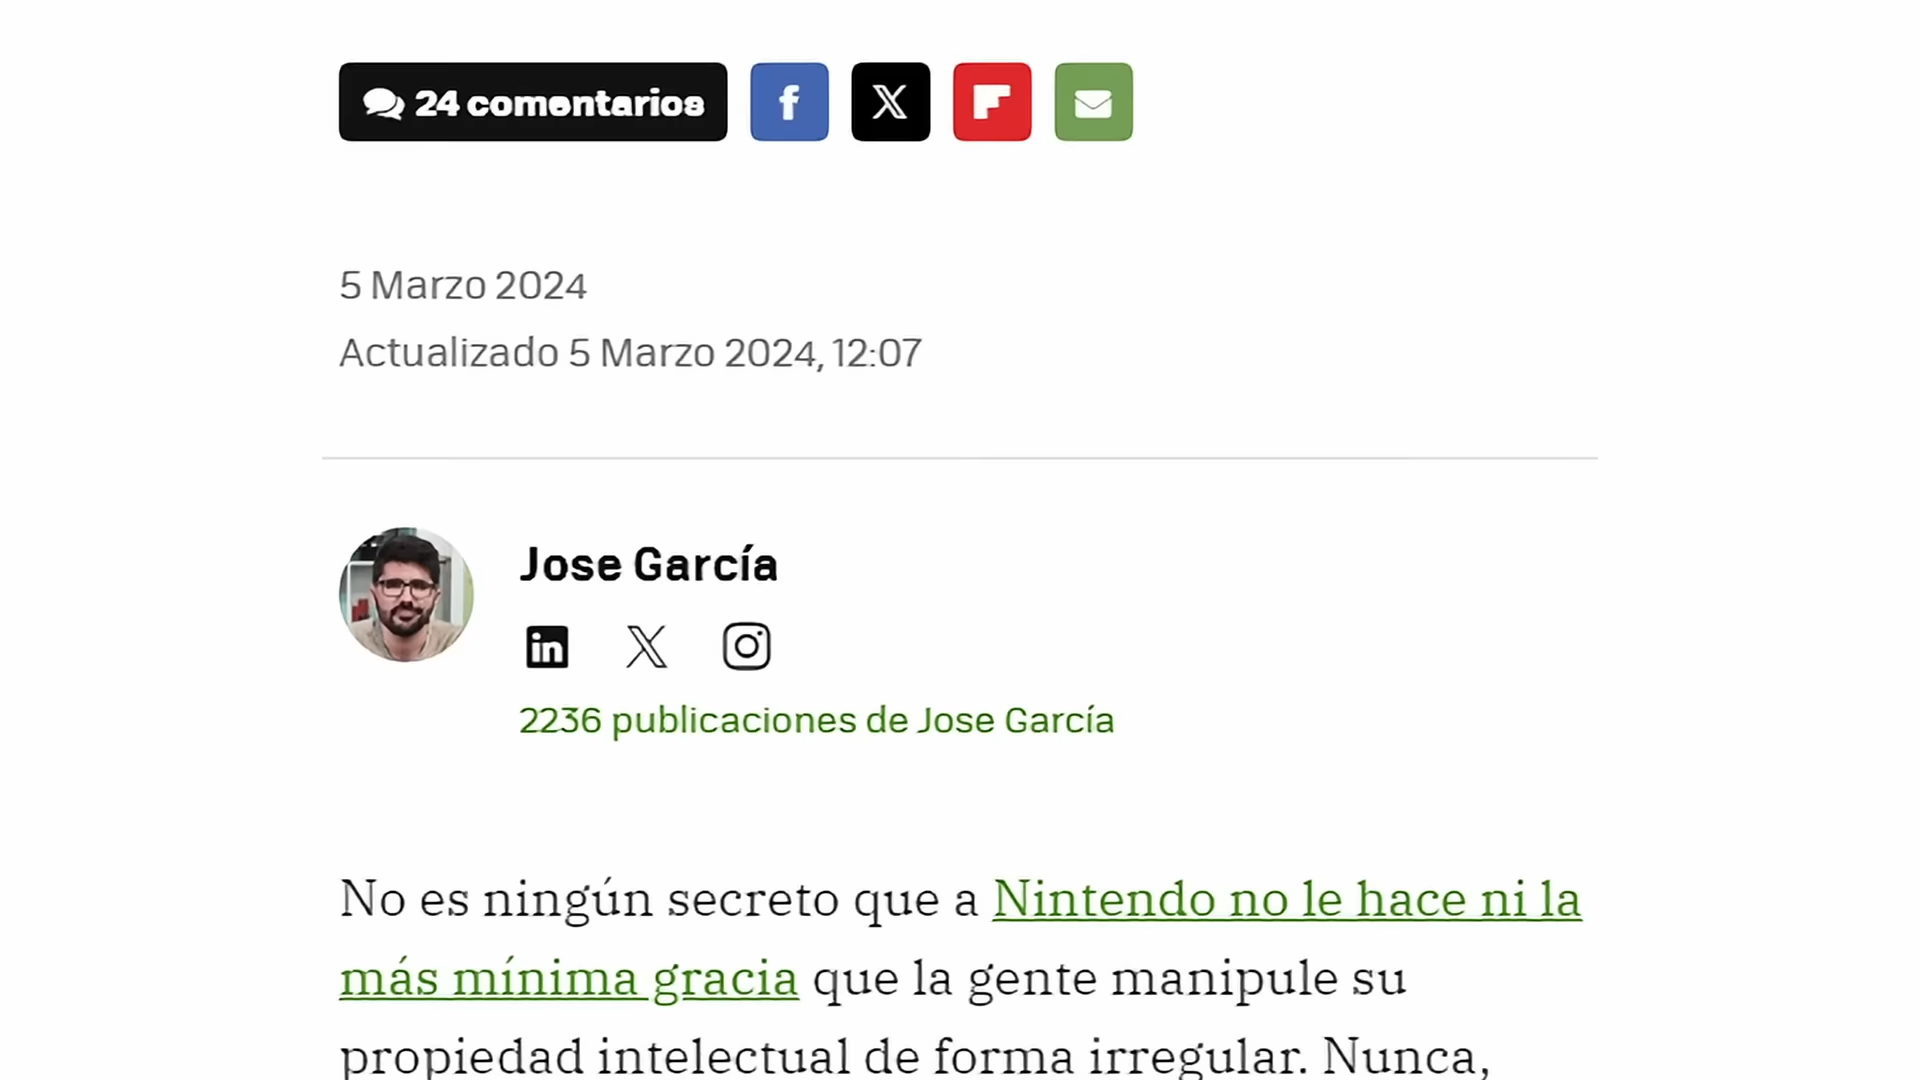 24 comentarios
5 Marzo 2024
Actualizado 5 Marzo 2024, 12:07
Jose García
2236 publicaciones de Jose García
No es ningún secreto que a Nintendo no le hace ni la
más mínima gracia que la gente manipule su
propiedad intelectual de forma irregular. Nunca,